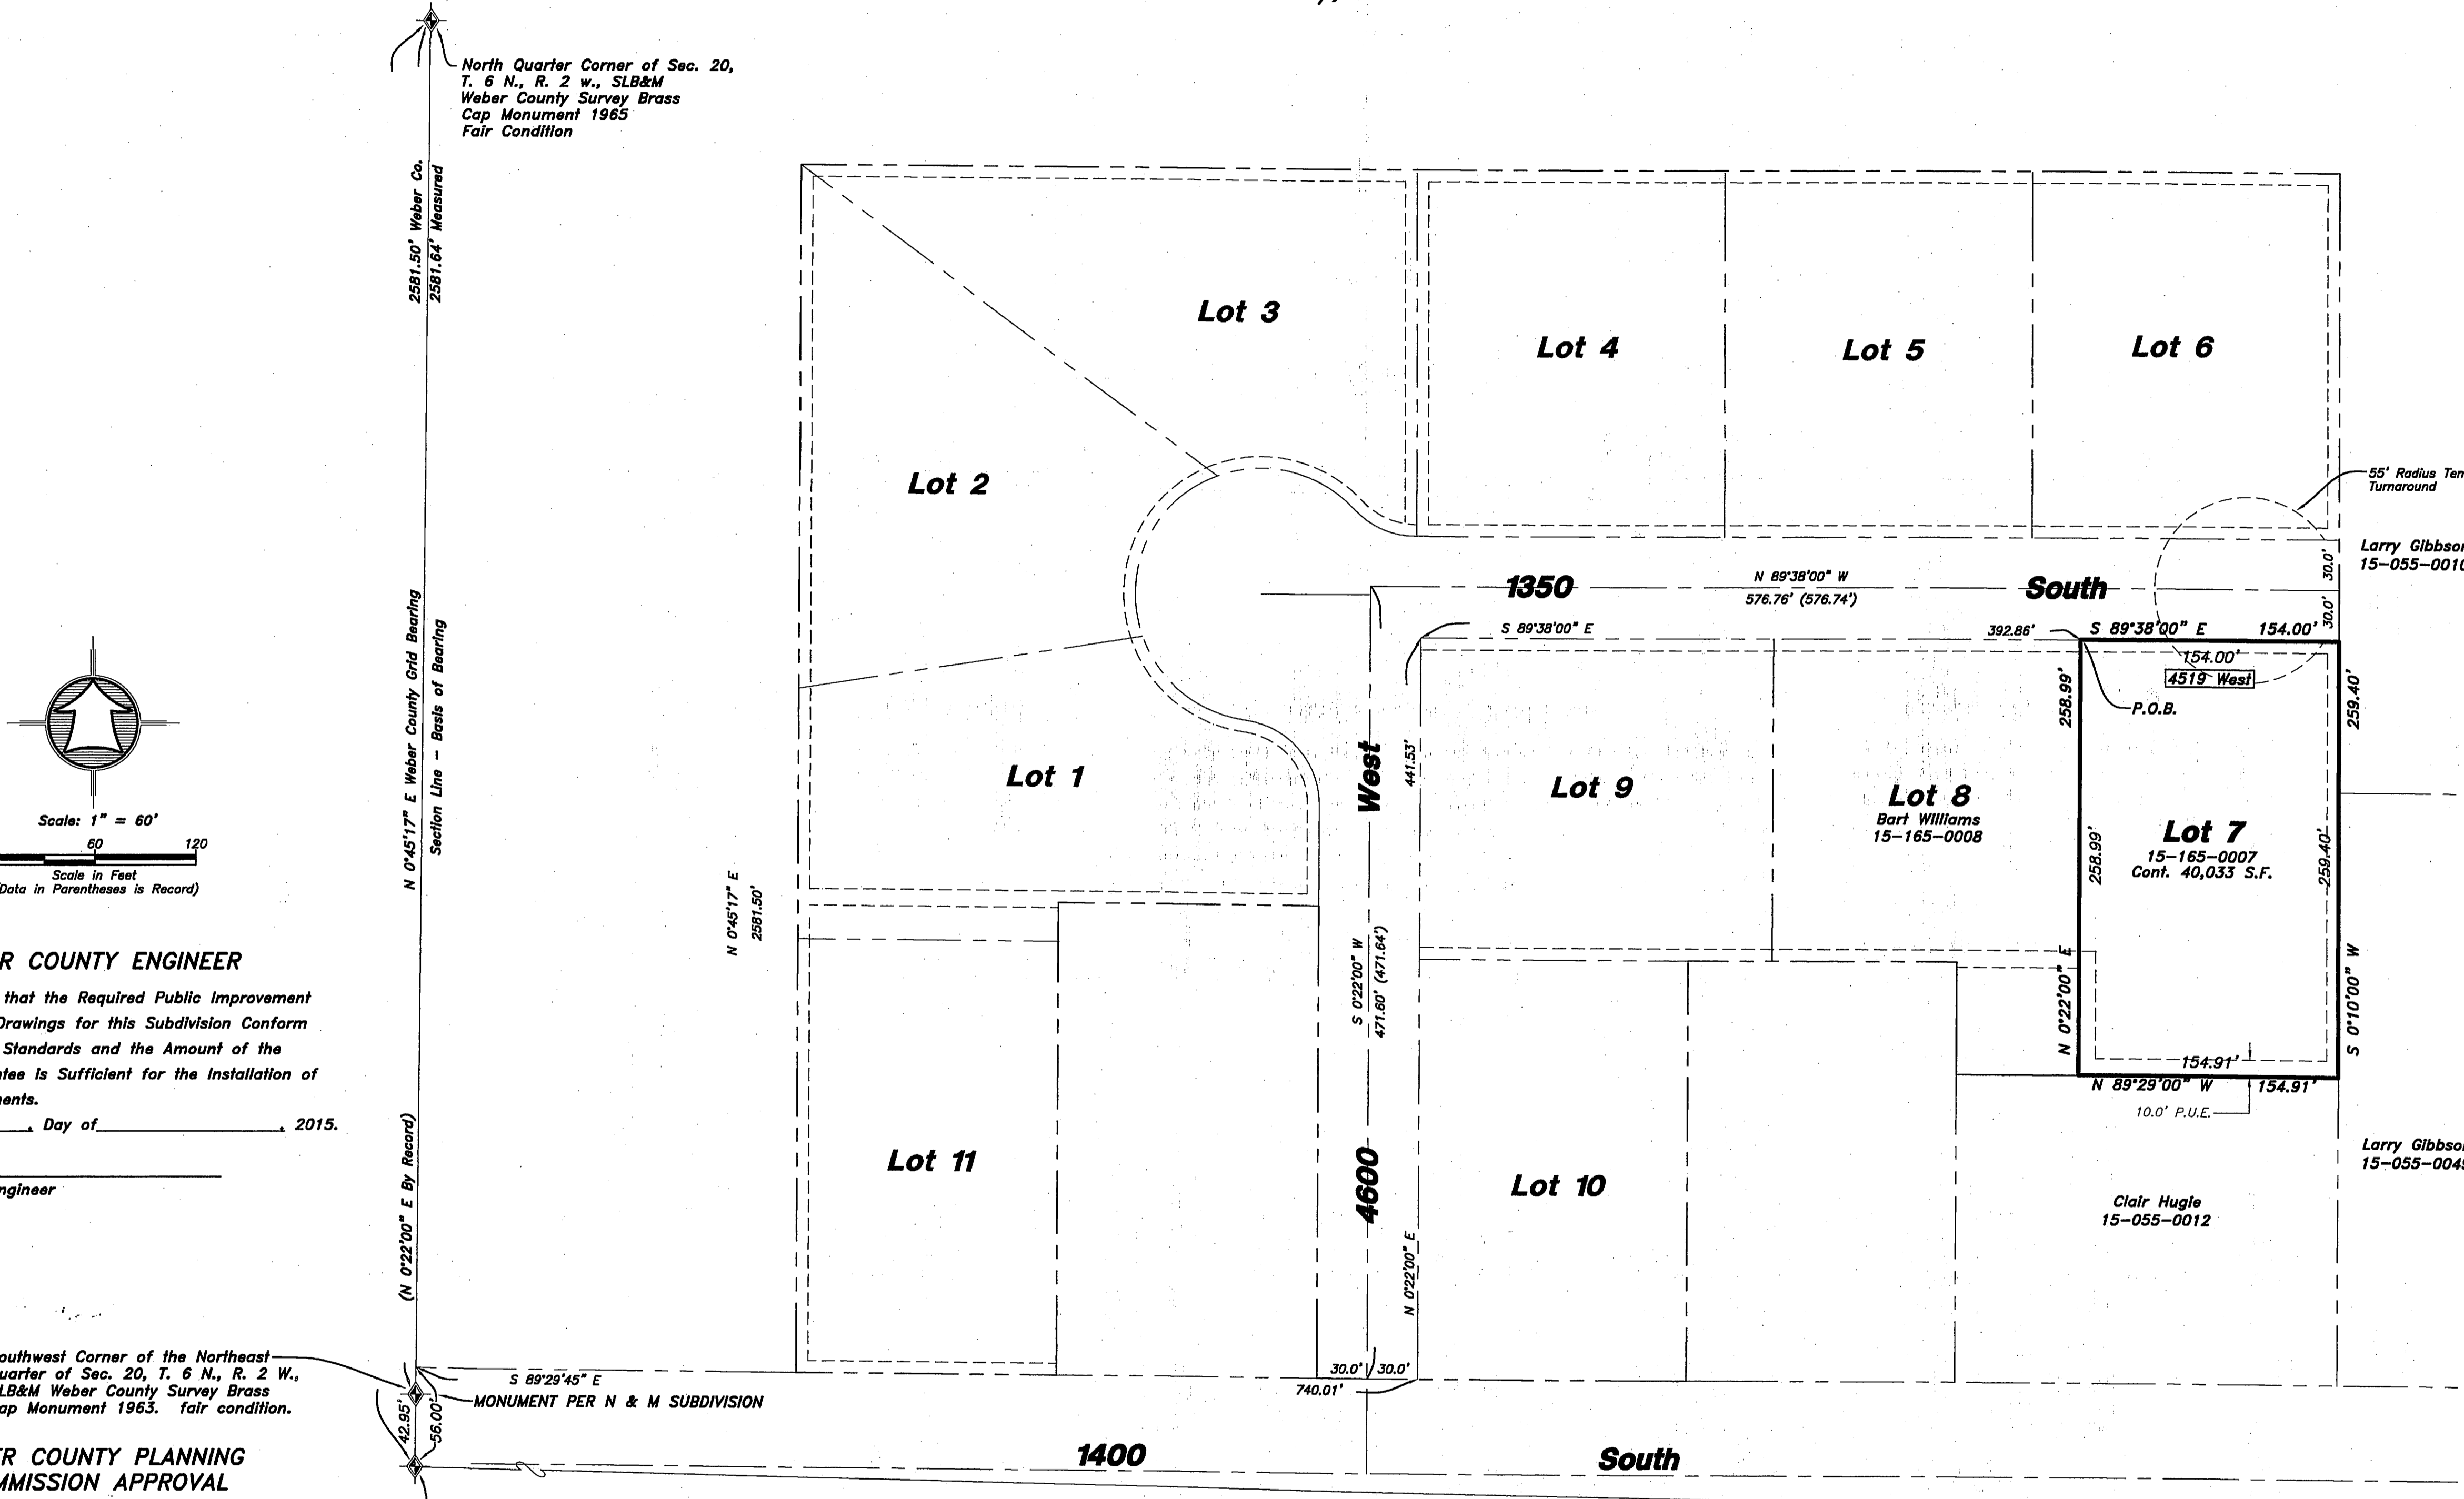 North Quarter Corner of Sec. 20,
T. 6 N., R. 2 w., SLB&M
Weber County Survey Brass
Cap Monument 1965
Fair Condition
2581.50' Weber Co.
2581.64' Measured
Lot 3
Lot 4
Lot 5
Lot 6
Lot 2
55' Radius
Turnaround
Larry
15-055-001
30.0'
30.0'
1350
N 89°38'00" W
576.76' (576.74')
South
S 89°38'00" E
392.86'
S 89°38'00" E
154.00'
154.00'
4519 West
P.O.B.
258.99'
259.40'
N 0°45'17" E Weber County Grid Bearing
Section Line - Basis of Bearing
Scale: 1" = 60'
60
120
Scale in Feet
Data in Parentheses is Record)
Lot 1
West
441.53'
Lot 9
Lot 8
Bart Williams
15-165-0008
Lot 7
15-165-0007
Cont. 40,033 S.F.
258.99'
259.40'
N 0°45'17" E
2581.50'
S 0°22'00" W
471.60' (471.64')
N 0°22'00" E
S 0°10'00" W
154.91'
N 89°29'00" W
154.91'
10.0' P.U.E.
COUNTY ENGINEER
that the Required Public Improvement
Drawings for this Subdivision Conform
Standards and the Amount of the
is Sufficient for the Installation of
Day of , 2015.
(N 0°22'00" E By Record)
Lot 11
4600
Lot 10
N 0°22'00" E
Larry
15-055-004
Clair Hugie
15-055-0012
Corner of the Northeast
of Sec. 20, T. 6 N., R. 2 W.,
Weber County Survey Brass
Monument 1963. fair condition.
S 89°29'45" E
MONUMENT PER N & M SUBDIVISION
42.95'
56.00'
30.0'
30.0'
740.01'
1400
South
COUNTY PLANNING
APPROVAL